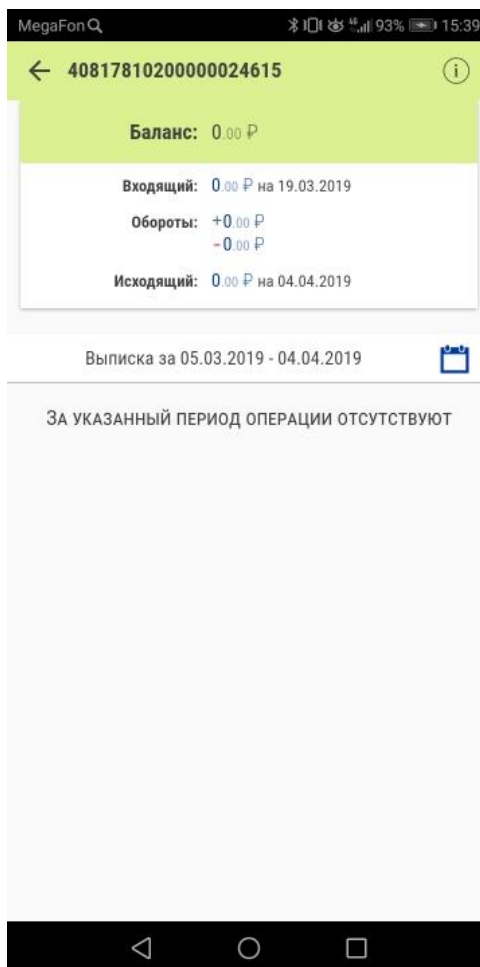 MegaFon 93% 15:39
40817810200000024615
Баланс: 0.00 ₽
Входящий: 0.00 ₽ на 19.03.2019
Обороты: +0.00 ₽
-0.00 ₽
Исходящий: 0.00 ₽ на 04.04.2019
Выписка за 05.03.2019 - 04.04.2019
За указанный период операции отсутствуют